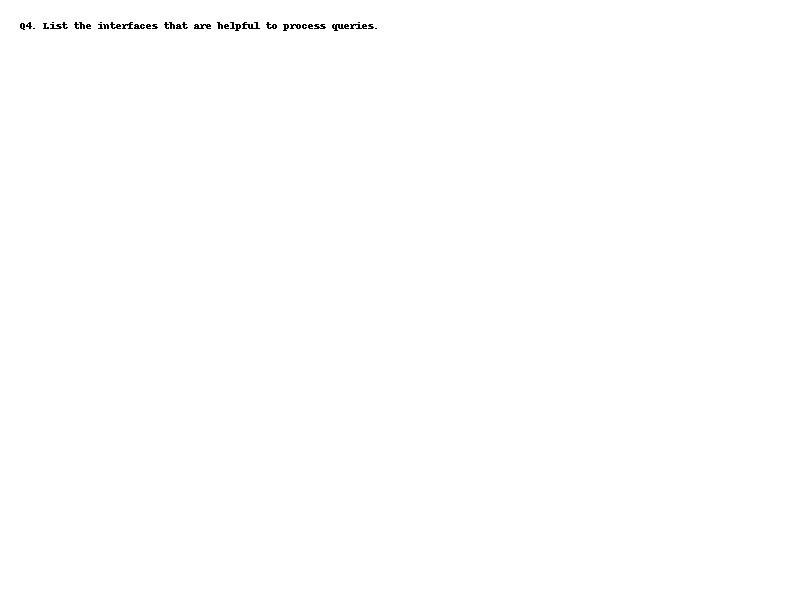 Q4. List the interfaces that are helpful to process queries.